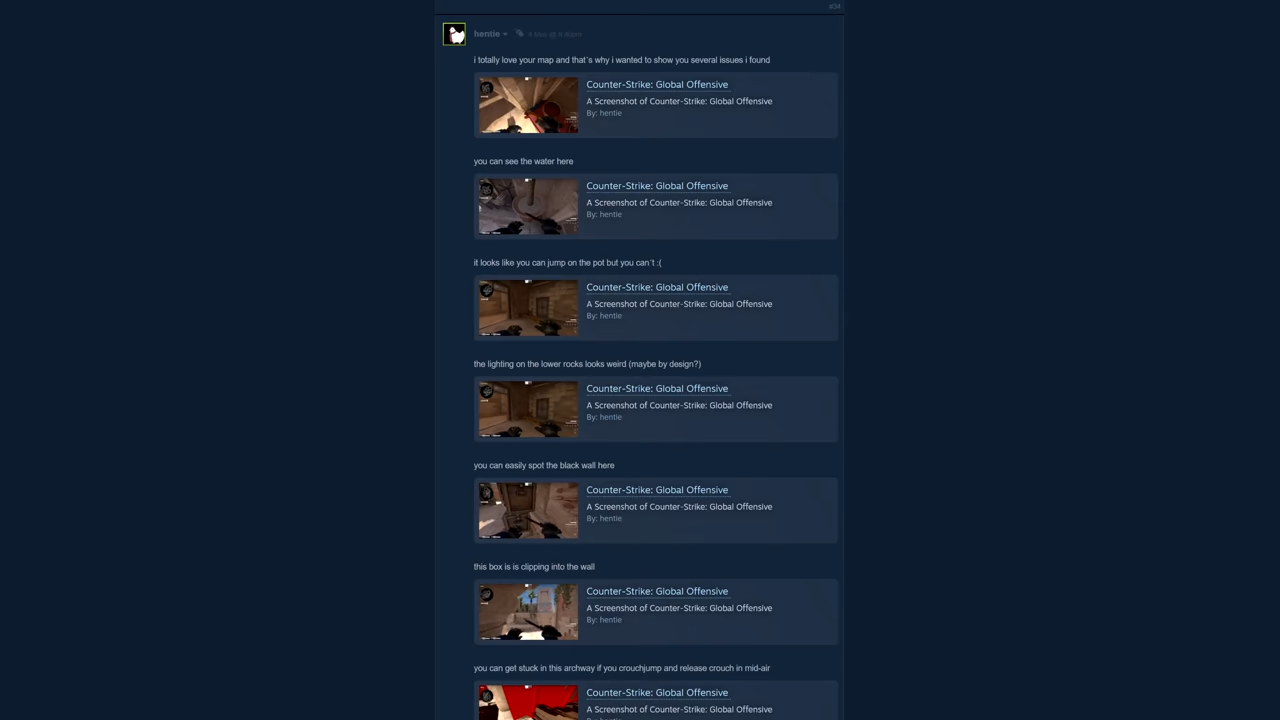 #34
hentie
i totally love your map and that's why i wanted to show you several issues i found
Counter-Strike: Global Offensive
A Screenshot of Counter-Strike: Global Offensive
By: hentie
you can see the water here
Counter-Strike: Global Offensive
A Screenshot of Counter-Strike: Global Offensive
By: hentie
it looks like you can jump on the pot but you can't :(
Counter-Strike: Global Offensive
A Screenshot of Counter-Strike: Global Offensive
By: hentie
the lighting on the lower rocks looks weird (maybe by design?)
Counter-Strike: Global Offensive
A Screenshot of Counter-Strike: Global Offensive
By: hentie
you can easily spot the black wall here
Counter-Strike: Global Offensive
A Screenshot of Counter-Strike: Global Offensive
By: hentie
this box is is clipping into the wall
Counter-Strike: Global Offensive
A Screenshot of Counter-Strike: Global Offensive
By: hentie
you can get stuck in this archway if you crouchjump and release crouch in mid-air
Counter-Strike: Global Offensive
A Screenshot of Counter-Strike: Global Offensive